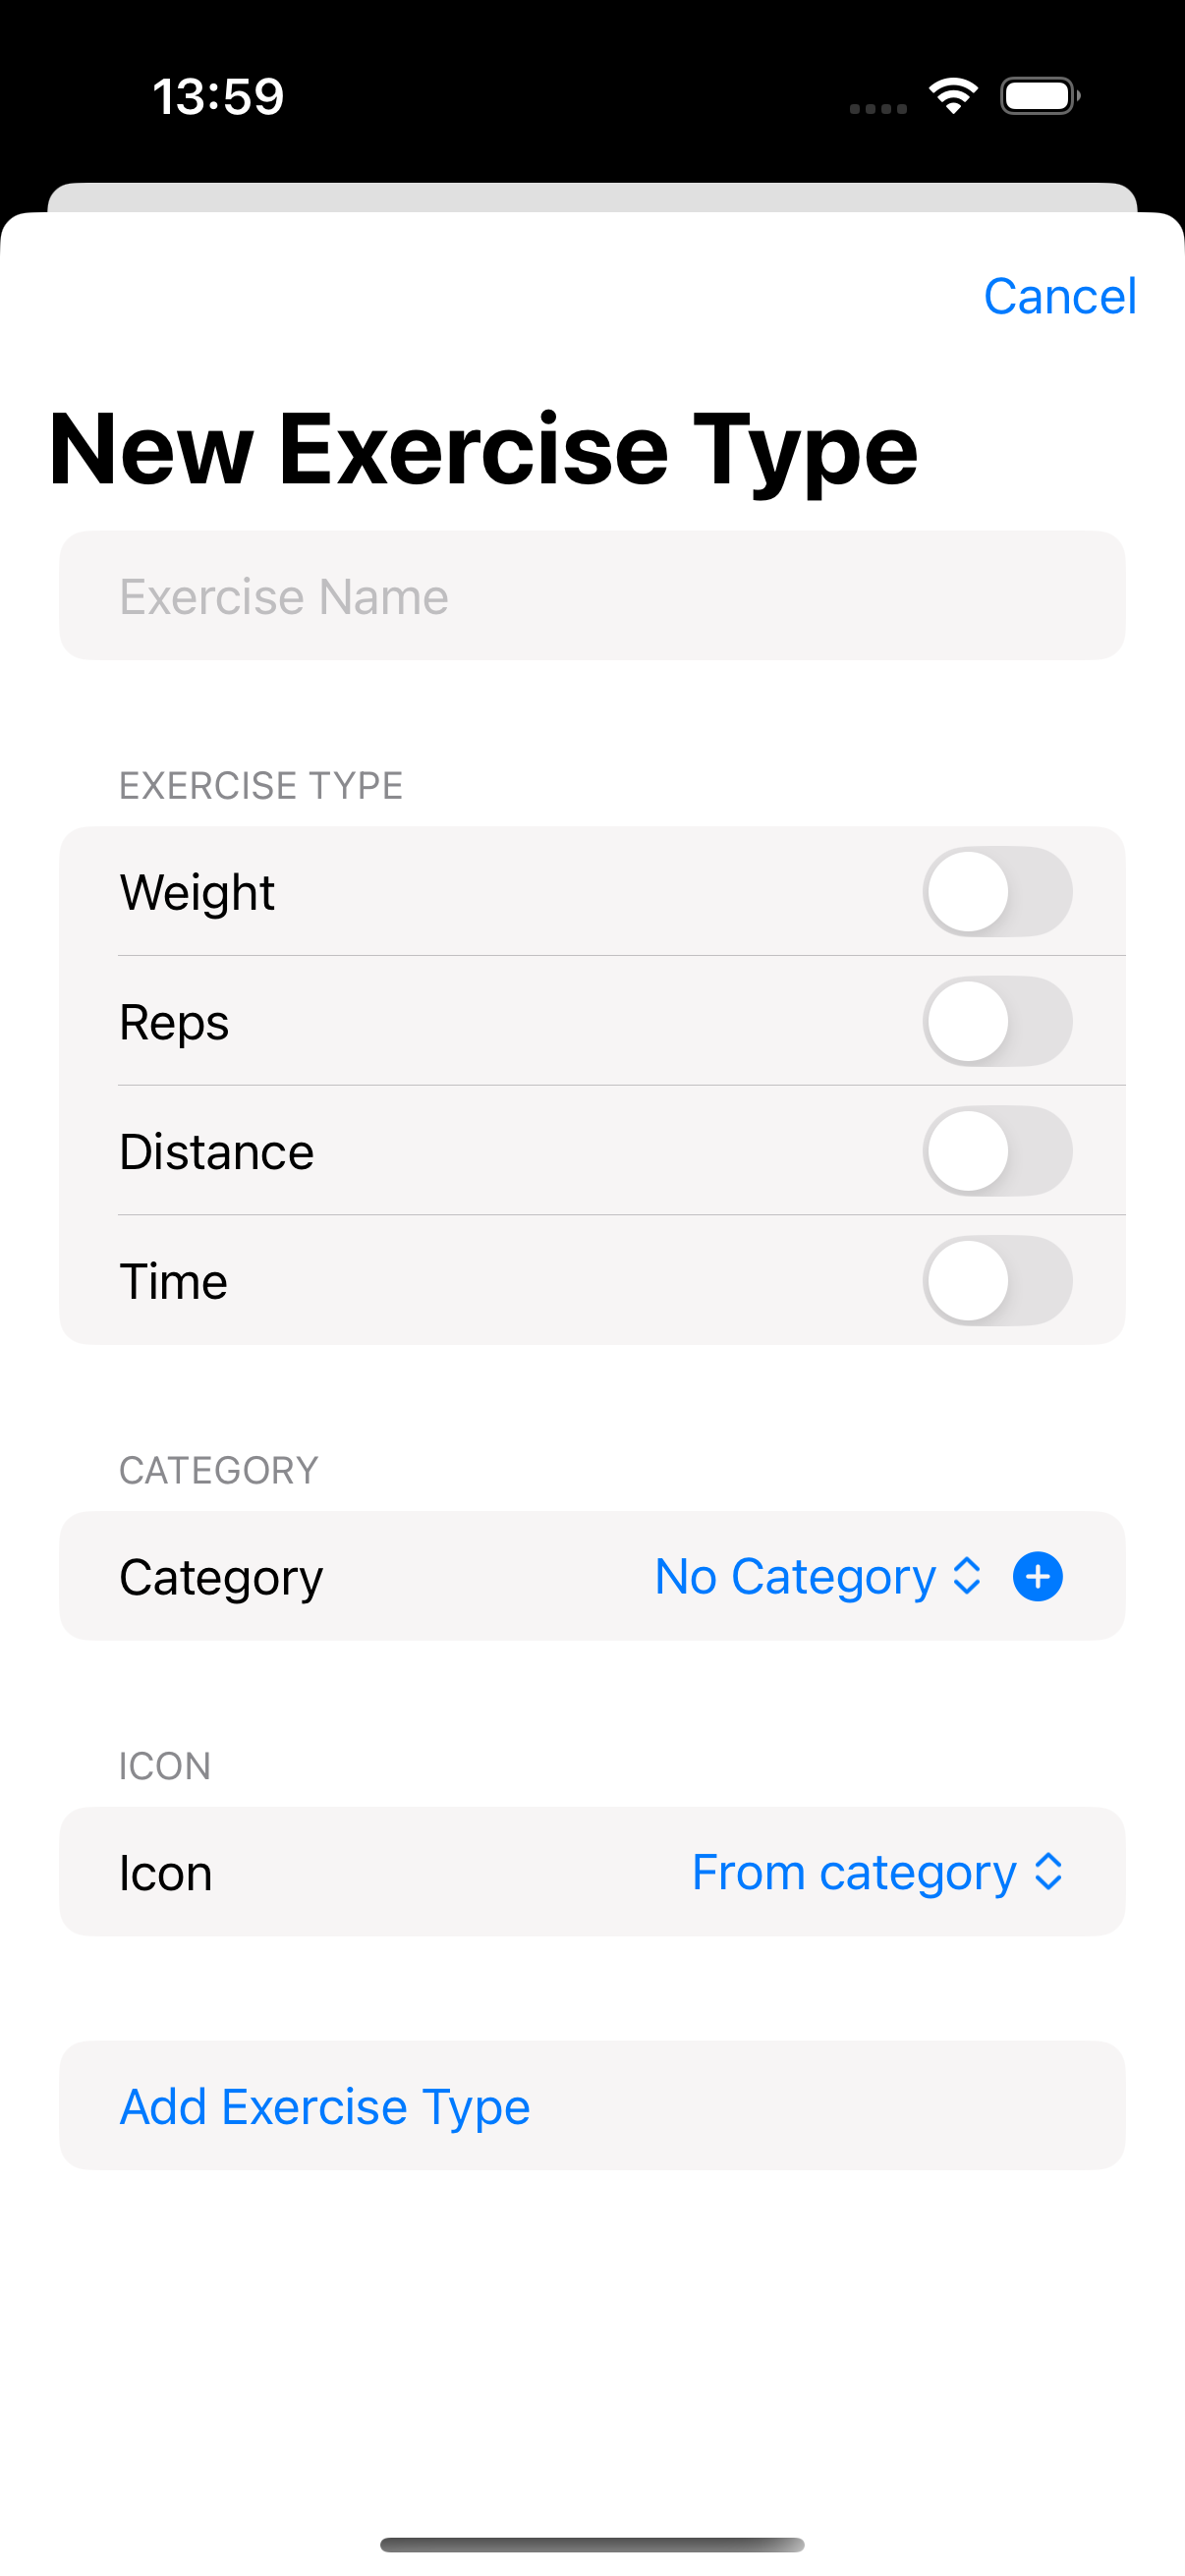 13:59
Cancel
New Exercise Type
Exercise Name
EXERCISE TYPE
Weight
Reps
Distance
Time
CATEGORY
Category No Category
ICON
Icon From category
Add Exercise Type